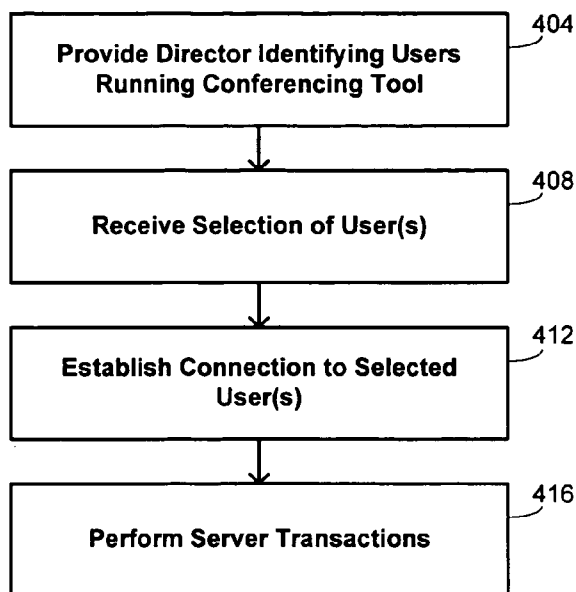 404
Provide Director Identifying Users
Running Conferencing Tool
408
Receive Selection of User(s)
412
Establish Connection to Selected
User(s)
416
Perform Server Transactions